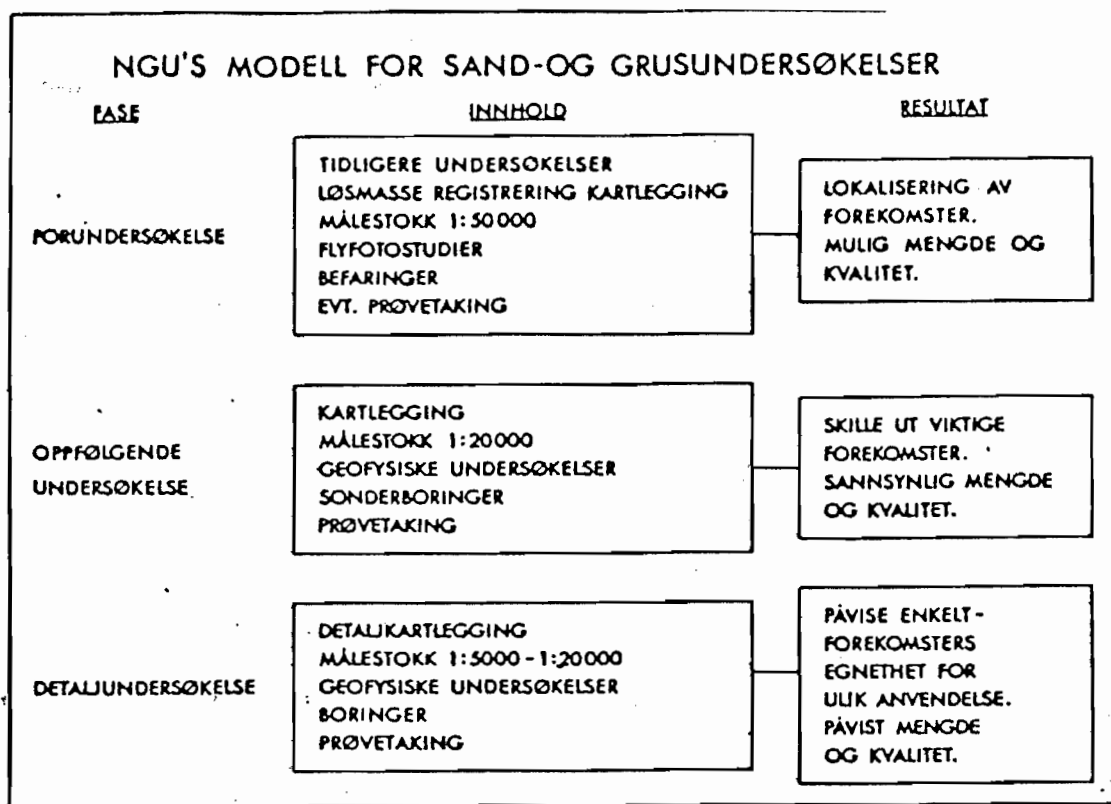 NGU'S MODELL FOR SAND-OG GRUSUNDERSØKELSER
FASE
INNHOLD
RESULTAT
FORUNDERSØKELSE
TIDLIGERE UNDERSØKELSER
LØSMASSE REGISTRERING KARTLEGGING
MÅLESTOKK 1:50000
FLYFOTOSTUDIER
BEFARINGER
EVT. PRØVETAKING
LOKALISERING AV
FOREKOMSTER.
MULIG MENGDE OG
KVALITET.
OPPFØLGENDE
UNDERSØKELSE
KARTLEGGING
MÅLESTOKK 1:20000
GEOFYSISKE UNDERSØKELSER
SONDERBORINGER
PRØVETAKING
SKILLE UT VIKTIGE
FOREKOMSTER.
SANNSYNLIG MENGDE
OG KVALITET.
DETALJUNDERSØKELSE
DETALJKARTLEGGING
MÅLESTOKK 1:5000-1:20000
GEOFYSISKE UNDERSØKELSER
BORINGER
PRØVETAKING
PÅVISE ENKELT-
FOREKOMSTERS
EGNETHET FOR
ULIK ANVENDELSE.
PÅVIST MENGDE
OG KVALITET.